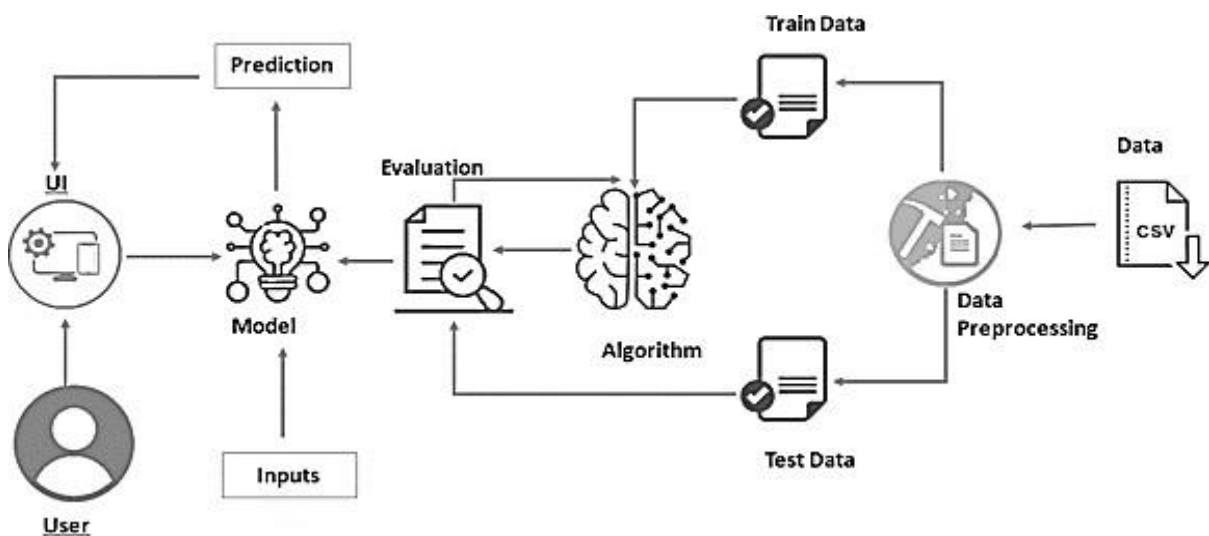 Train Data
Prediction
Data
Evaluation
UI
CSV
Model
Algorithm
Data
Preprocessing
Inputs
Test Data
User